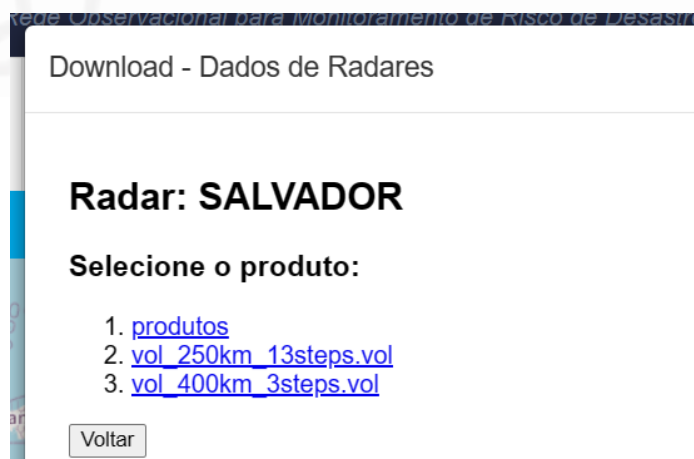 Rede Observacional para Monitoramento de Risco de Desastr
Download - Dados de Radares
Radar: SALVADOR
Selecione o produto:
1. produtos
2. vol_250km_13steps.vol
3. vol_400km_3steps.vol
Voltar